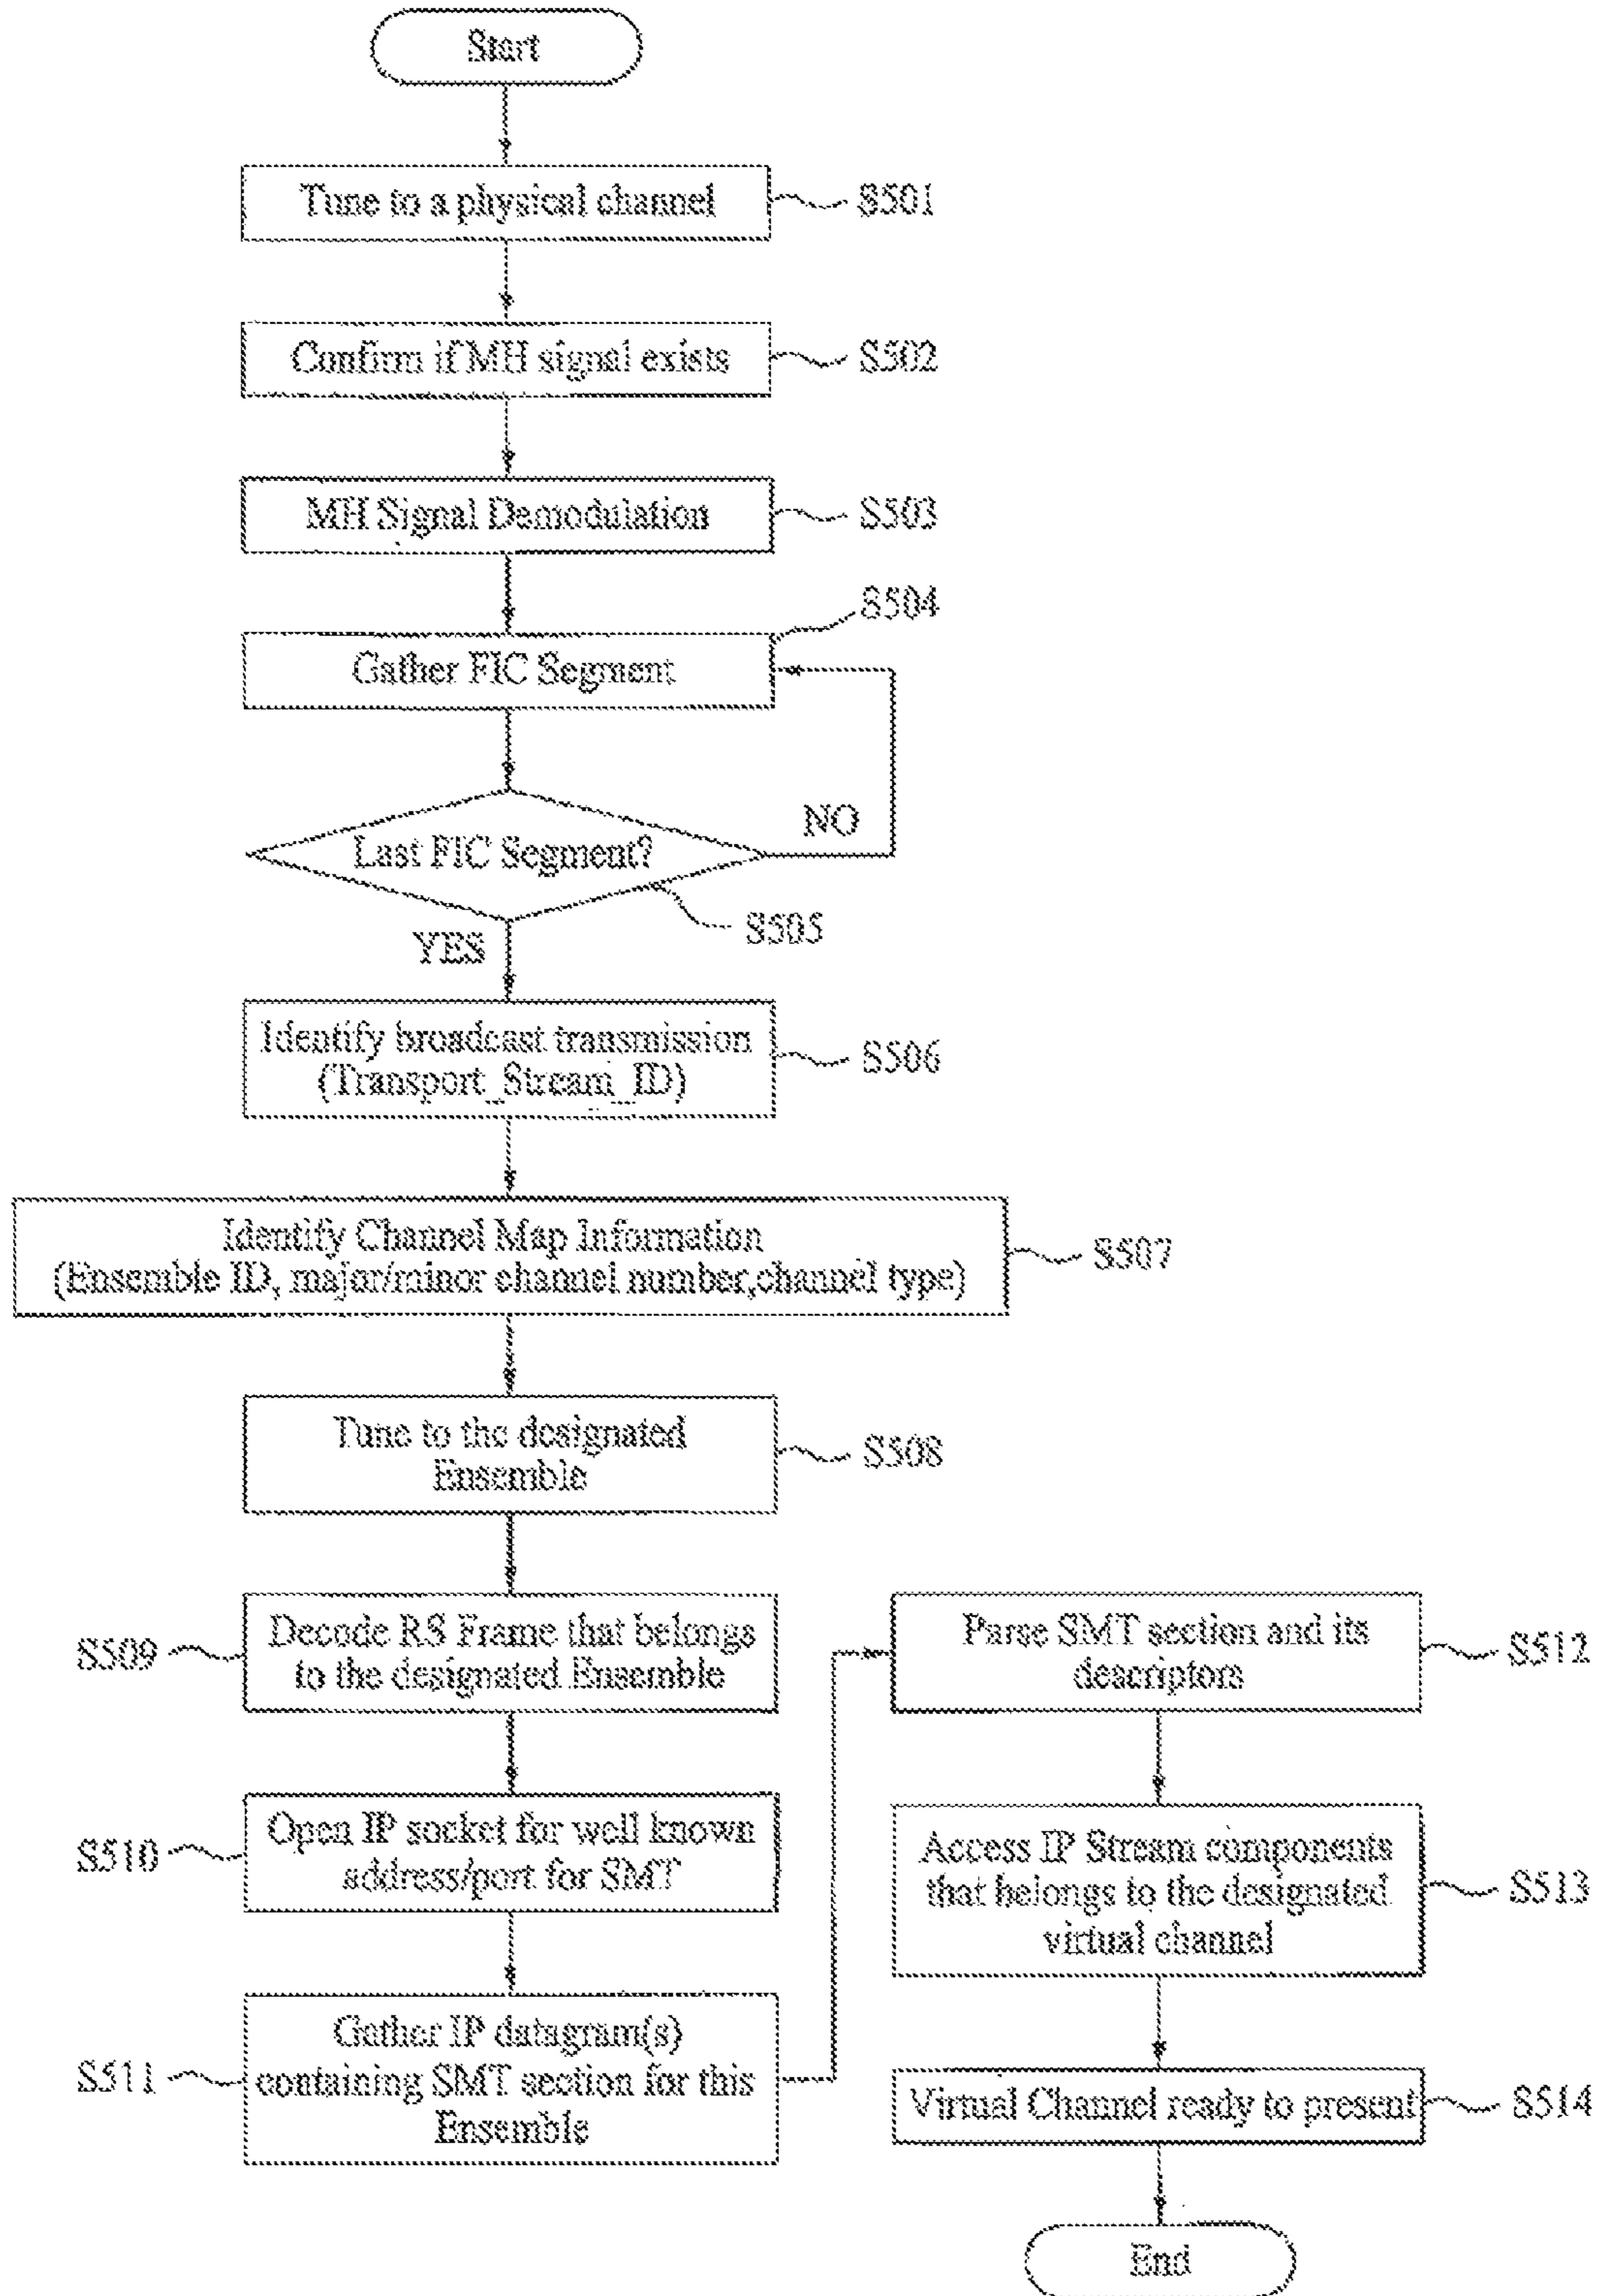 Start
Tune to a physical channel
S501
Confirm if MH signal exists
S502
MH Signal Demodulation
S503
S504
Gather FIC Segment
NO
Last FIC Segment?
S505
YES
Identify broadcast transmission
(Transport_Stream_ID)
S506
Identify Channel Map Information
(Ensemble ID, major/minor channel number,channel type)
S507
Tune to the designated
Ensemble
S508
S509
Decode RS Frame that belongs
to the designated Ensemble
S510
Open IP socket for well known
address/port for SMT
S511
Gather IP datagram(s)
containing SMT section for this
Ensemble
Parse SMT section and its
descriptors
S512
Access IP Stream components
that belongs to the designated
virtual channel
S513
Virtual Channel ready to present
S514
End